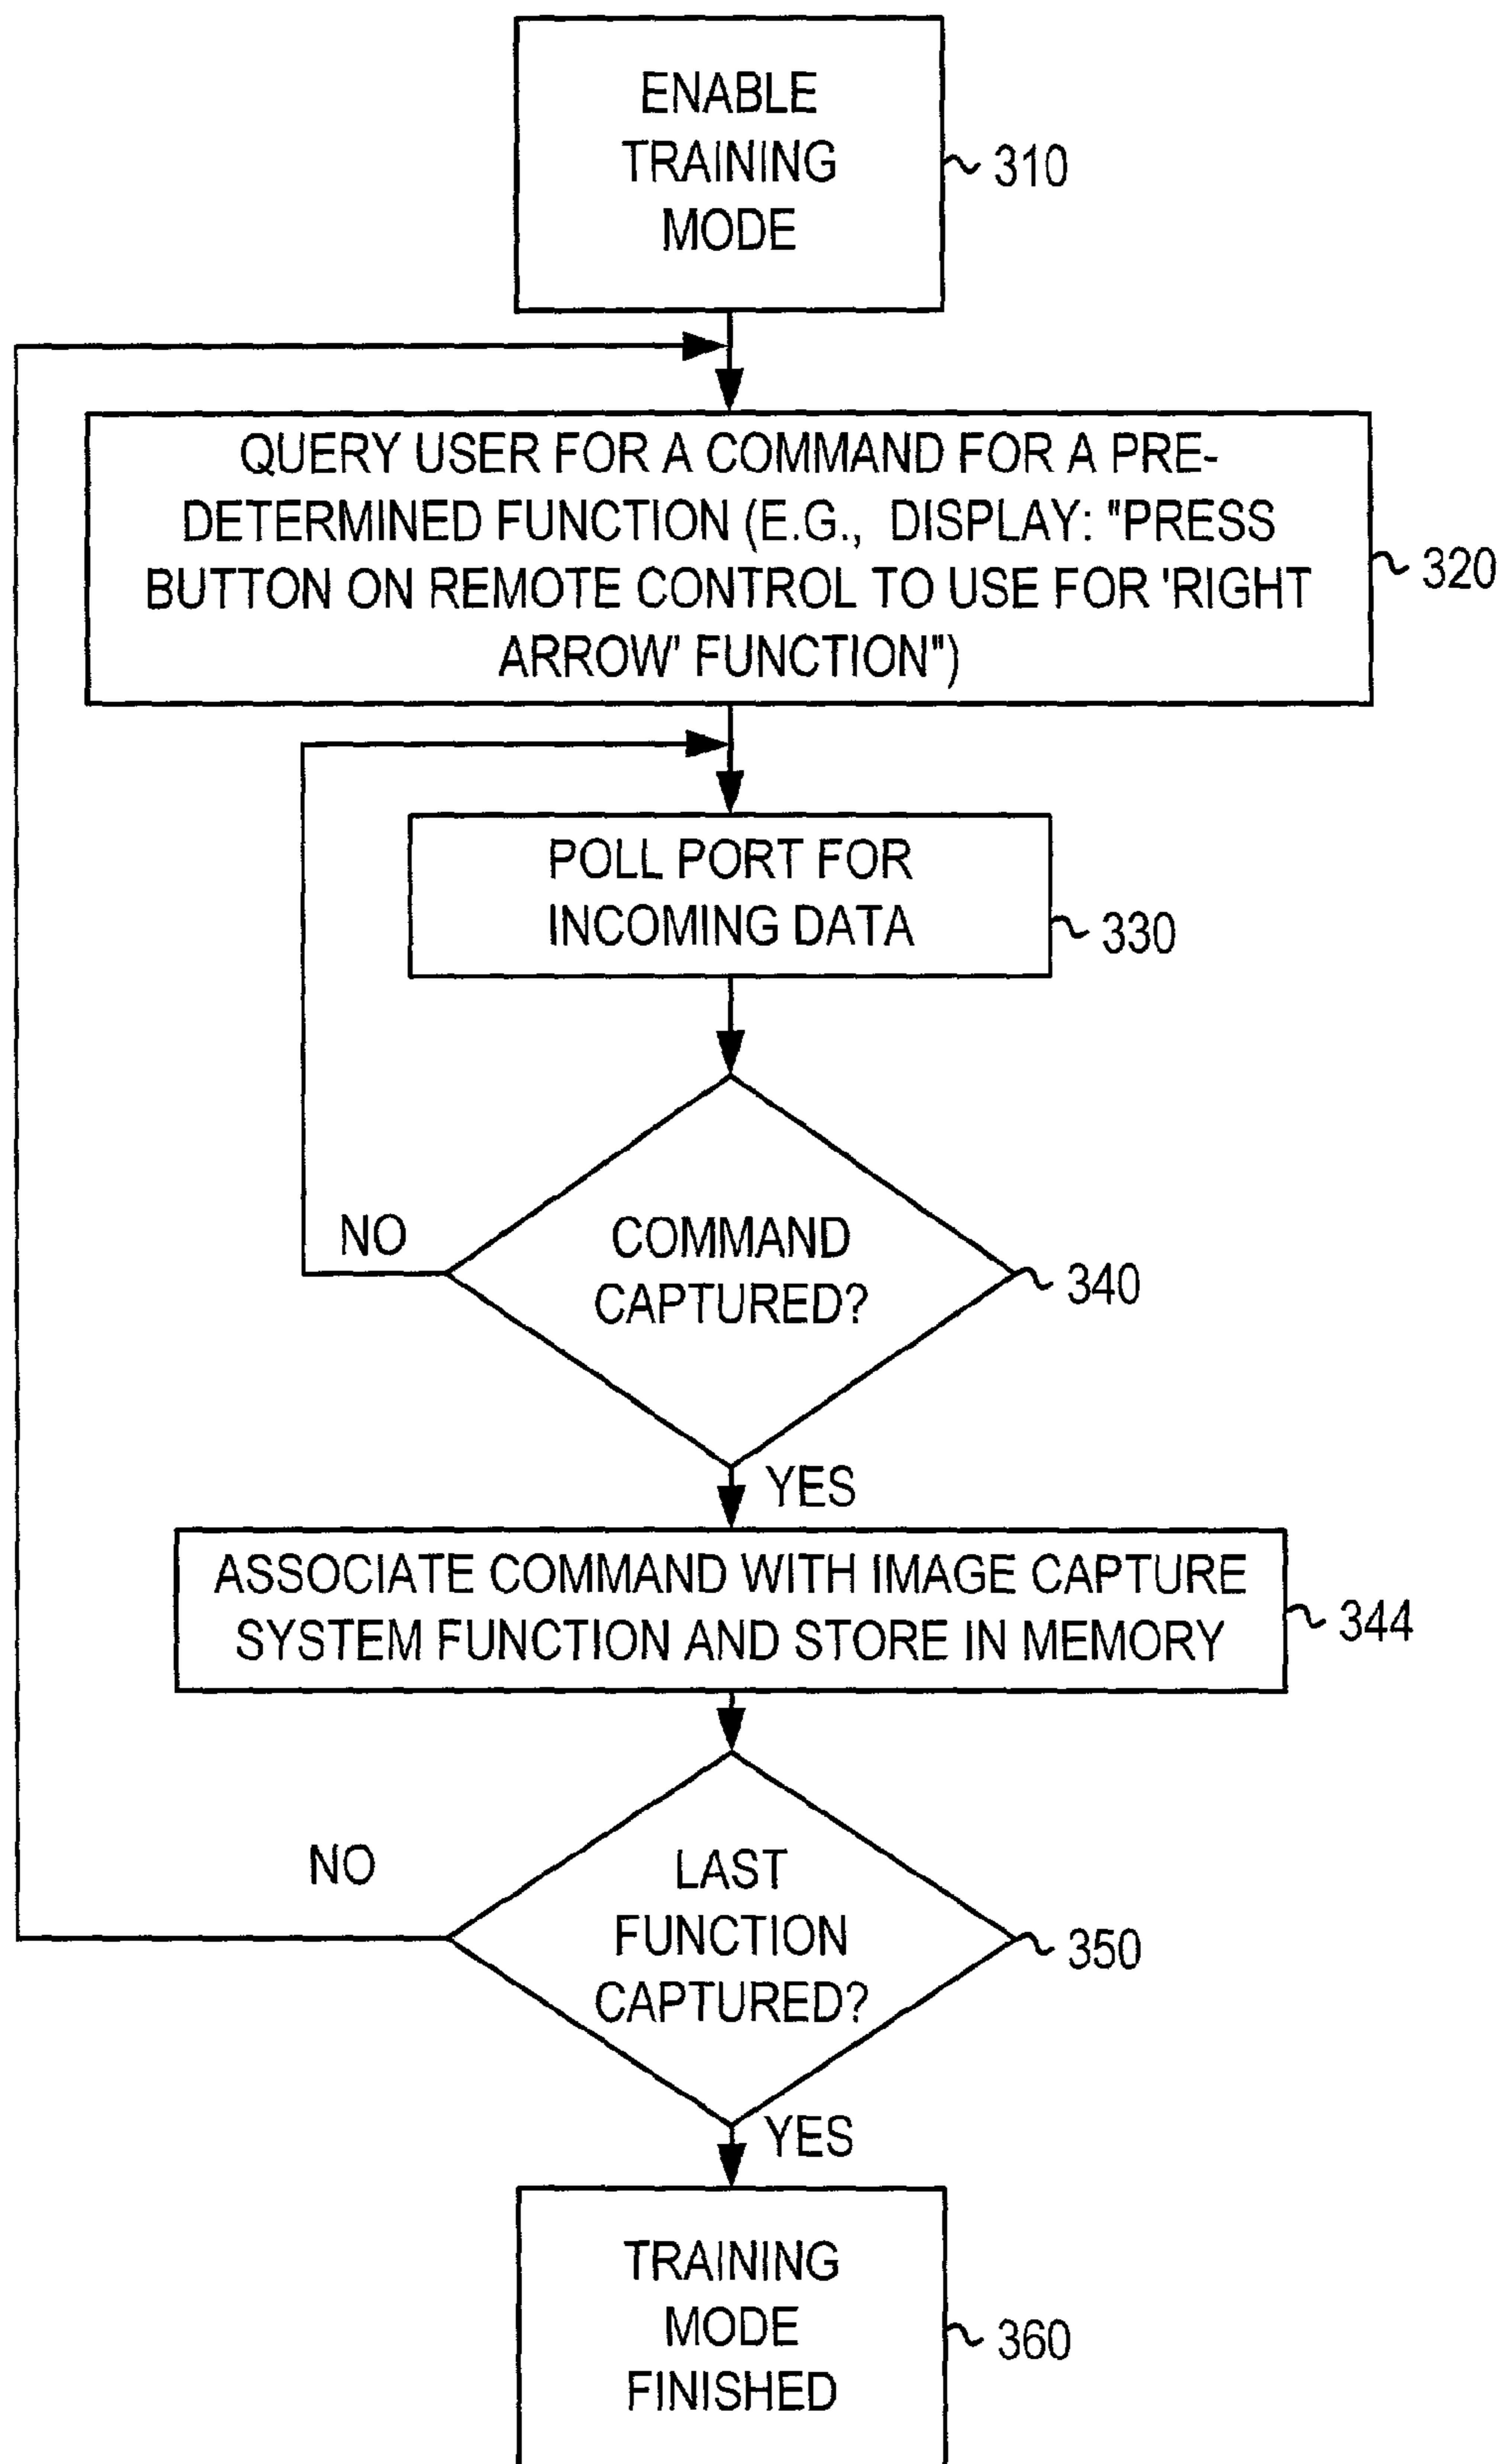 ENABLE
TRAINING
MODE
310
QUERY USER FOR A COMMAND FOR A PRE-
DETERMINED FUNCTION (E.G., DISPLAY: "PRESS
BUTTON ON REMOTE CONTROL TO USE FOR 'RIGHT
ARROW' FUNCTION")
320
POLL PORT FOR
INCOMING DATA
330
NO
COMMAND
CAPTURED?
340
YES
ASSOCIATE COMMAND WITH IMAGE CAPTURE
SYSTEM FUNCTION AND STORE IN MEMORY
344
NO
LAST
FUNCTION
CAPTURED?
350
YES
TRAINING
MODE
FINISHED
360